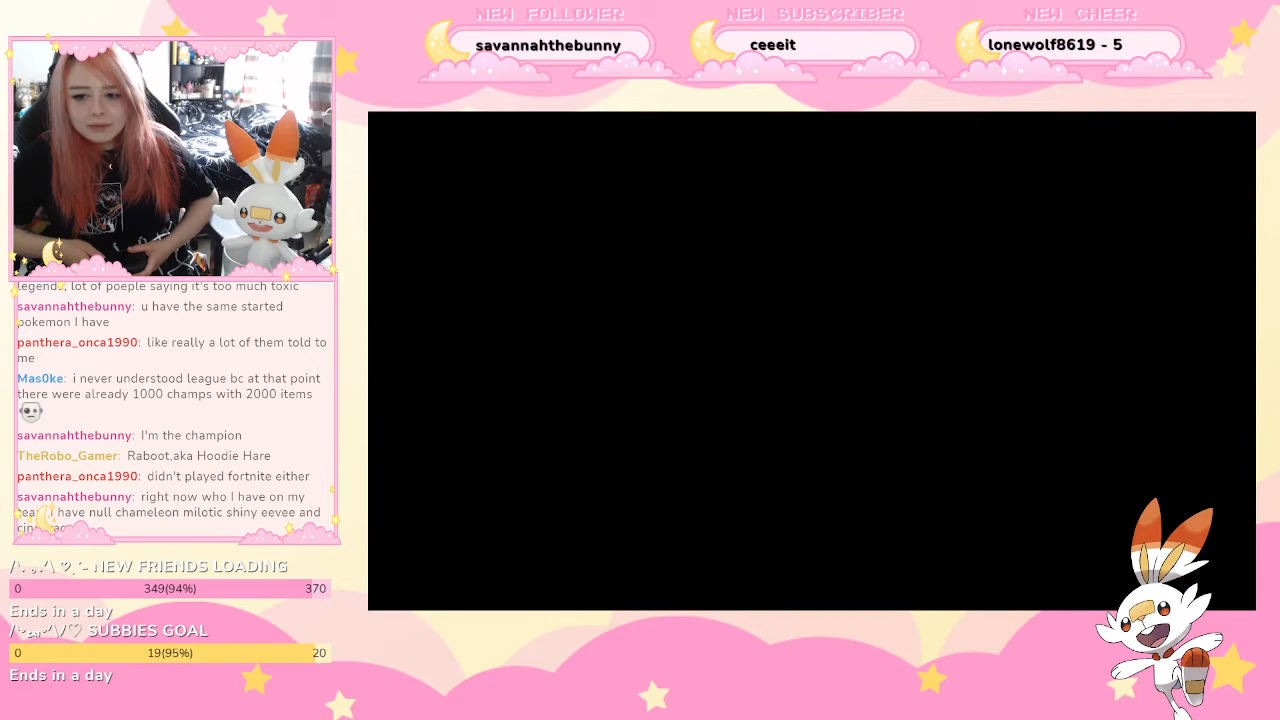 NEW FOLLOWER
NEW SUBSCRIBER
NEW CHEER
savannahthebunny
ceeeit
lonewolf8619 - 5
legends, lot of poeple saying it's too much toxic
savannahthebunny: u have the same started
pokemon I have
panthera_onca1990: like really a lot of them told to
me
Mas0ke: i never understood league bc at that point
there were already 1000 champs with 2000 items
savannahthebunny: I'm the champion
TheRobo_Gamer: Raboot,aka Hoodie Hare
panthera_onca1990: didn't played fortnite either
savannahthebunny: right now who I have on my
have null chameleon milotic shiny eevee and
NEW FRIENDS LOADING
0 349(94%) 370
Ends in a day
SUBBIES GOAL
0 19(95%) 20
Ends in a day